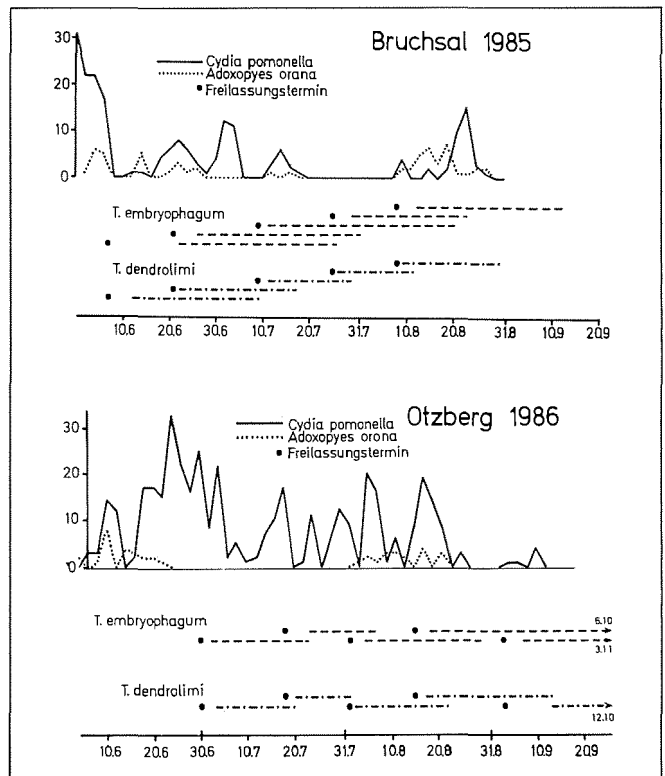 Bruchsal 1985
30
20
10
0
Cydia pomonella
Adoxopyes orana
Freilassungstermin
T. embryophagum
T. dendrolimi
10.6 20.6 30.6 10.7 20.7 31.7 10.8 20.8 31.8 10.9 20.9
Otzberg 1986
30
20
10
0
Cydia pomonella
Adoxopyes orona
Freilassungstermin
T. embryophagum
6.10
3.11
T. dendrolimi
12.10
10.6 20.6 30.6 10.7 20.7 31.7 10.8 20.8 31.8 10.9 20.9